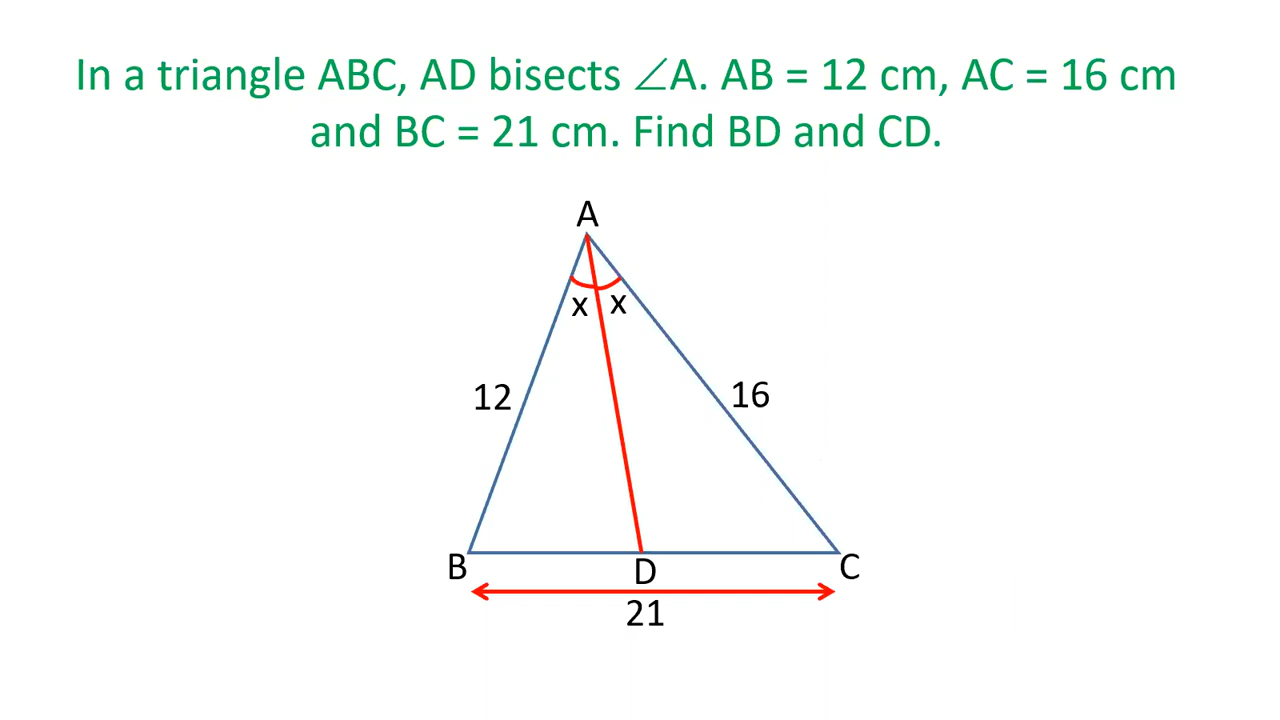 In a triangle ABC, AD bisects ∠A. AB = 12 cm, AC = 16 cm
and BC = 21 cm. Find BD and CD.
A
x x
12 16
B D C
21